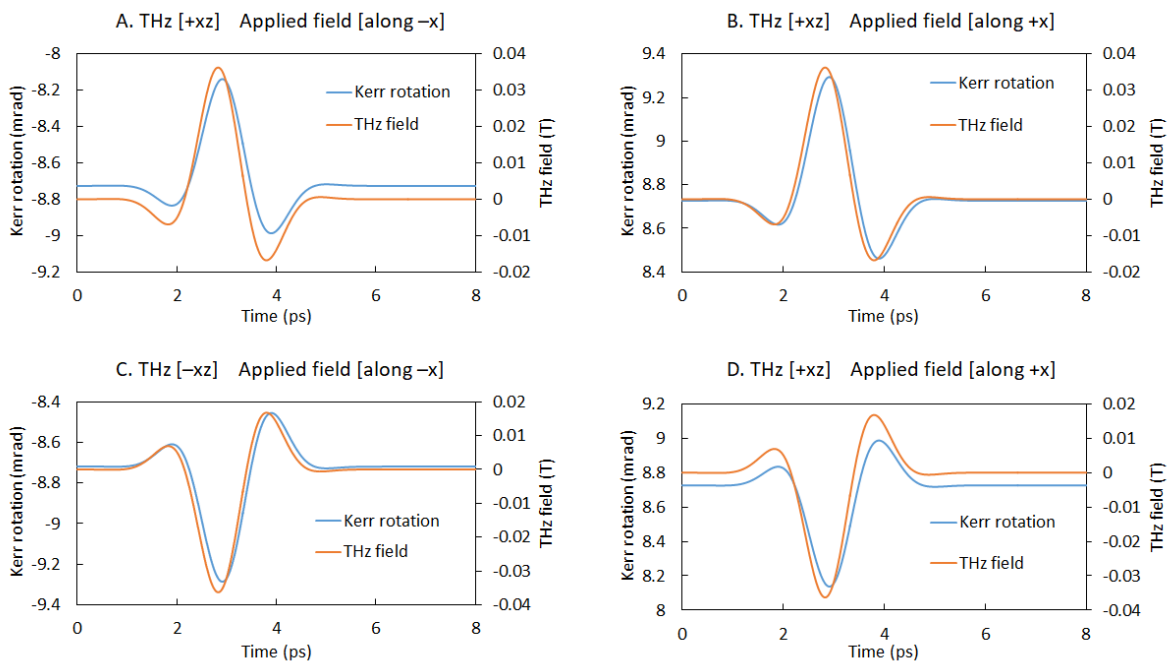 A. THz [+xz] Applied field [along –x]
Kerr rotation (mrad)
-8
-8.2
-8.4
-8.6
-8.8
-9
-9.2
0.04
0.03
0.02
0.01
0
-0.01
-0.02
THz field (T)
Kerr rotation
THz field
0 2 4 6 8
Time (ps)
B. THz [+xz] Applied field [along +x]
Kerr rotation (mrad)
9.4
9.2
9
8.8
8.6
8.4
0.04
0.03
0.02
0.01
0
-0.01
-0.02
THz field (T)
Kerr rotation
THz field
0 2 4 6 8
Time (ps)
C. THz [–xz] Applied field [along –x]
Kerr rotation (mrad)
-8.4
-8.6
-8.8
-9
-9.2
-9.4
0.02
0.01
0
-0.01
-0.02
-0.03
-0.04
THz field (T)
Kerr rotation
THz field
0 2 4 6 8
Time (ps)
D. THz [+xz] Applied field [along +x]
Kerr rotation (mrad)
9.2
9
8.8
8.6
8.4
8.2
8
0.02
0.01
0
-0.01
-0.02
-0.03
-0.04
THz field (T)
Kerr rotation
THz field
0 2 4 6 8
Time (ps)